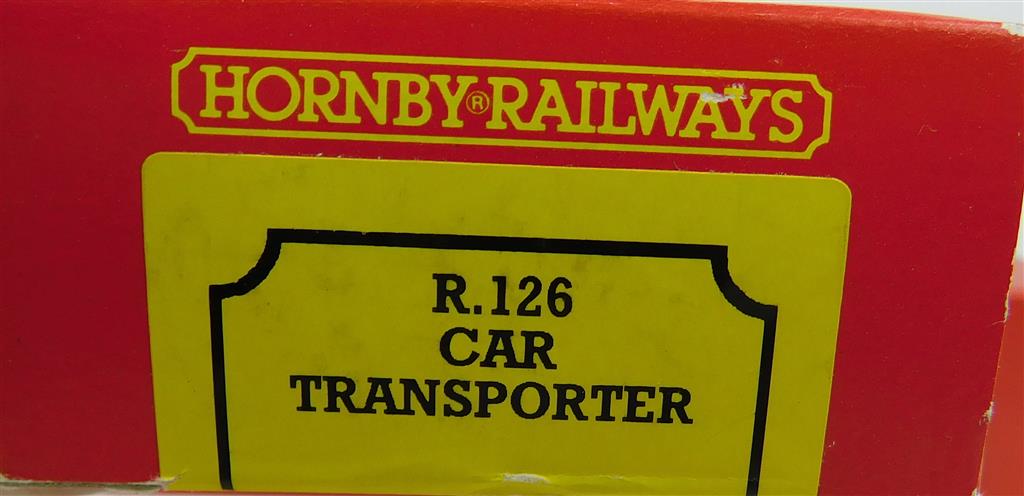 HORNBY® RAILWAYS
R.126
CAR
TRANSPORTER